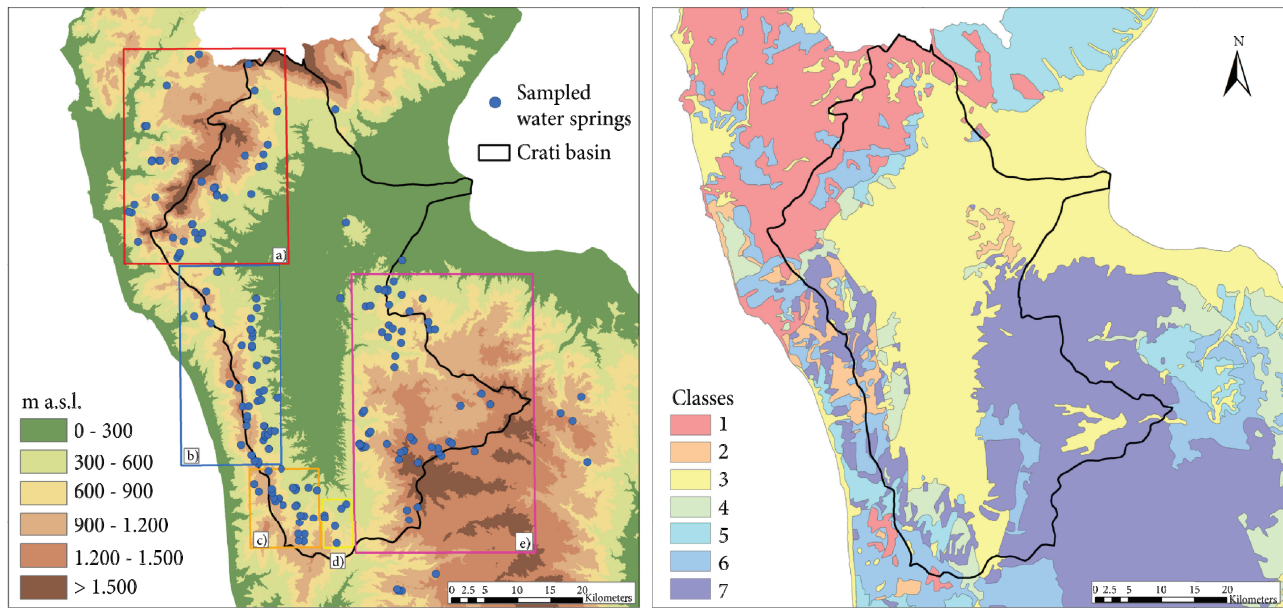 Sampled
water springs
Crati basin
a)
b)
c)
d)
e)
m a.s.l.
0 - 300
300 - 600
600 - 900
900 - 1.200
1.200 - 1.500
> 1.500
0 2.5 5 10 15 20
Kilometers
N
Classes
1
2
3
4
5
6
7
0 2.5 5 10 15 20
Kilometers